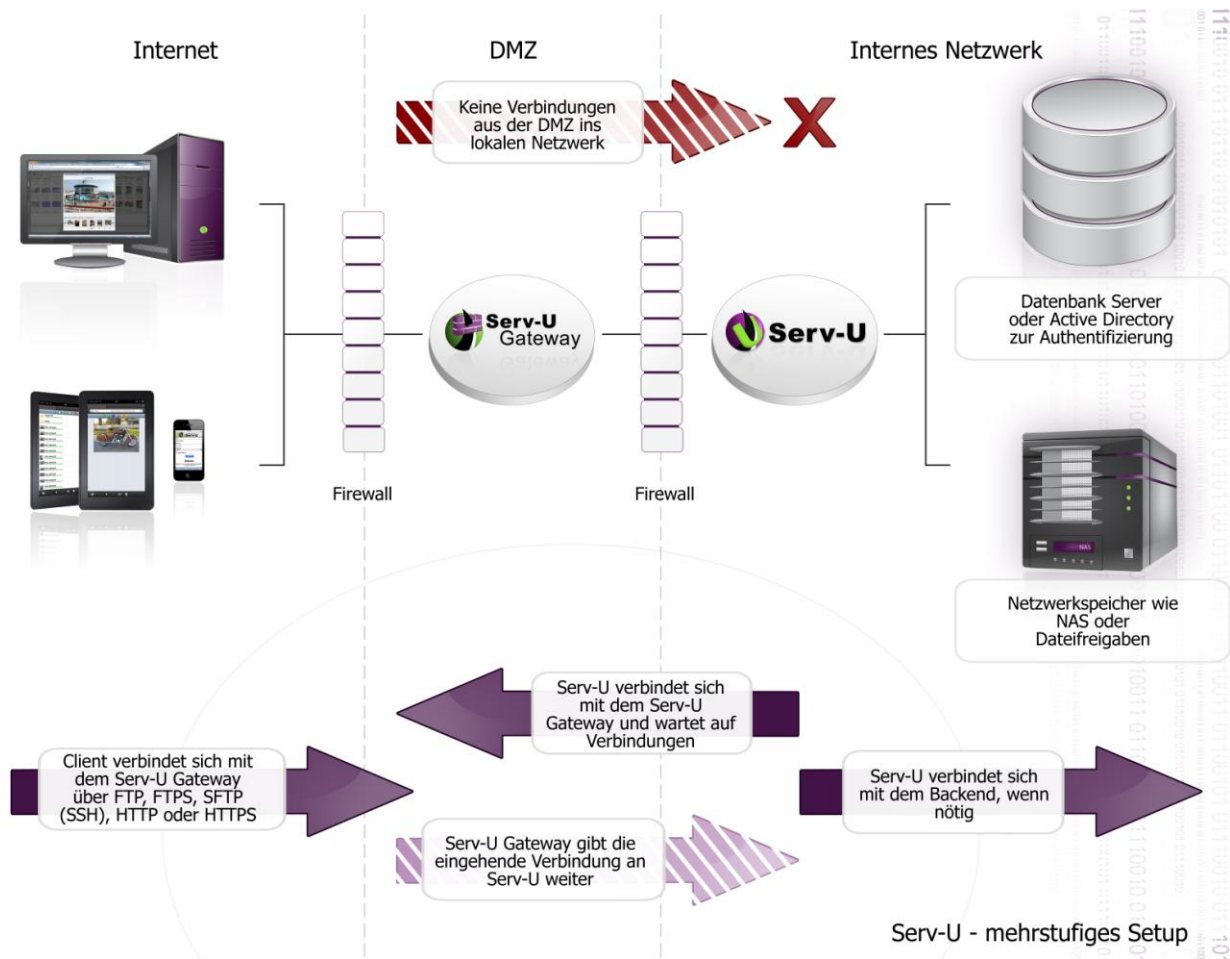 Internet
DMZ
Internes Netzwerk
Keine Verbindungen
aus der DMZ ins
lokalen Netzwerk
X
Serv-U
Gateway
Serv-U
Datenbank Server
oder Active Directory
zur Authentifizierung
Firewall
Firewall
NAS
Netzwerkspeicher wie
NAS oder
Dateifreigaben
Serv-U verbindet sich
mit dem Serv-U
Gateway und wartet auf
Verbindungen
Client verbindet sich mit
dem Serv-U Gateway
über FTP, FTPS, SFTP
(SSH), HTTP oder HTTPS
Serv-U verbindet sich
mit dem Backend, wenn
nötig
Serv-U Gateway gibt die
eingehende Verbindung an
Serv-U weiter
Serv-U - mehrstufiges Setup